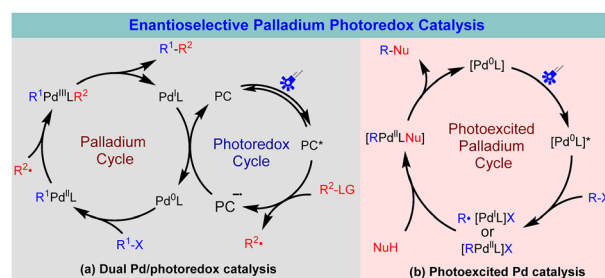 Enantioselective Palladium Photoredox Catalysis
R¹-R²
R¹PdᴵᴵᴵLR²
PdᴵL
PC
Palladium
Cycle
Photoredox
Cycle
PC*
R²•
R¹PdᴵᴵL
Pd⁰L
PC•−
R²-LG
R¹-X
R²•
(a) Dual Pd/photoredox catalysis
R-Nu
[Pd⁰L]
[RPdᴵᴵLNu]
Photoexcited
Palladium
Cycle
[Pd⁰L]*
R-X
R• [PdᴵL]X
or
[RPdᴵᴵL]X
NuH
(b) Photoexcited Pd catalysis